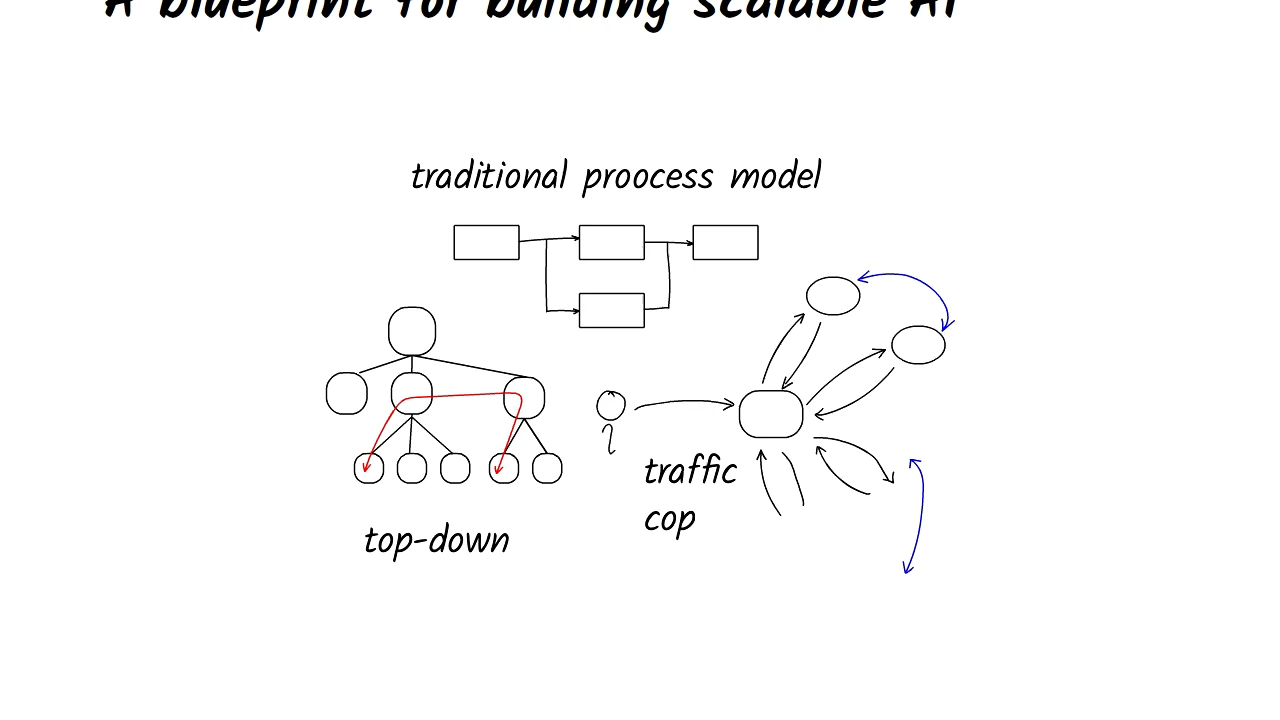 A blueprint for building scalable AI
traditional proocess model
traffic
cop
top-down